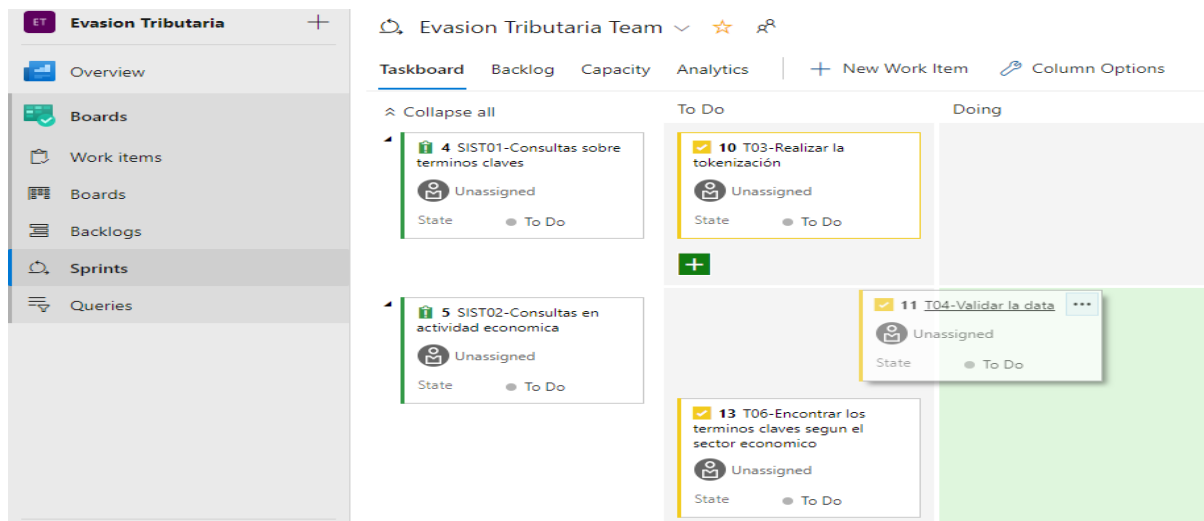 ET Evasion Tributaria
Overview
Boards
Work items
Boards
Backlogs
Sprints
Queries
Evasion Tributaria Team
Taskboard Backlog Capacity Analytics New Work Item Column Options
Collapse all To Do Doing
4 SIST01-Consultas sobre
terminos claves
Unassigned
State To Do
10 T03-Realizar la
tokenización
Unassigned
State To Do
5 SIST02-Consultas en
actividad economica
Unassigned
State To Do
11 T04-Validar la data
Unassigned
State To Do
13 T06-Encontrar los
terminos claves segun el
sector economico
Unassigned
State To Do